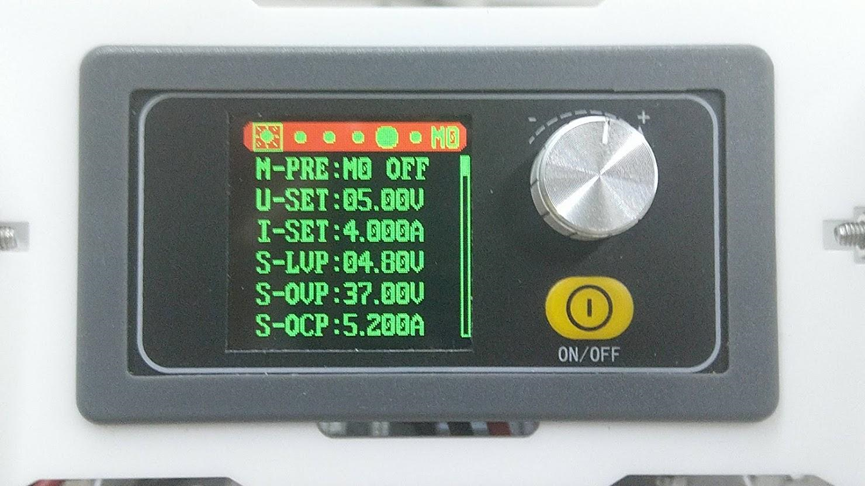 M0
M-PRE:M0 OFF
U-SET:05.00V
I-SET:4.000A
S-LVP:04.80V
S-OVP:37.00V
S-OCP:5.200A
- +
ON/OFF